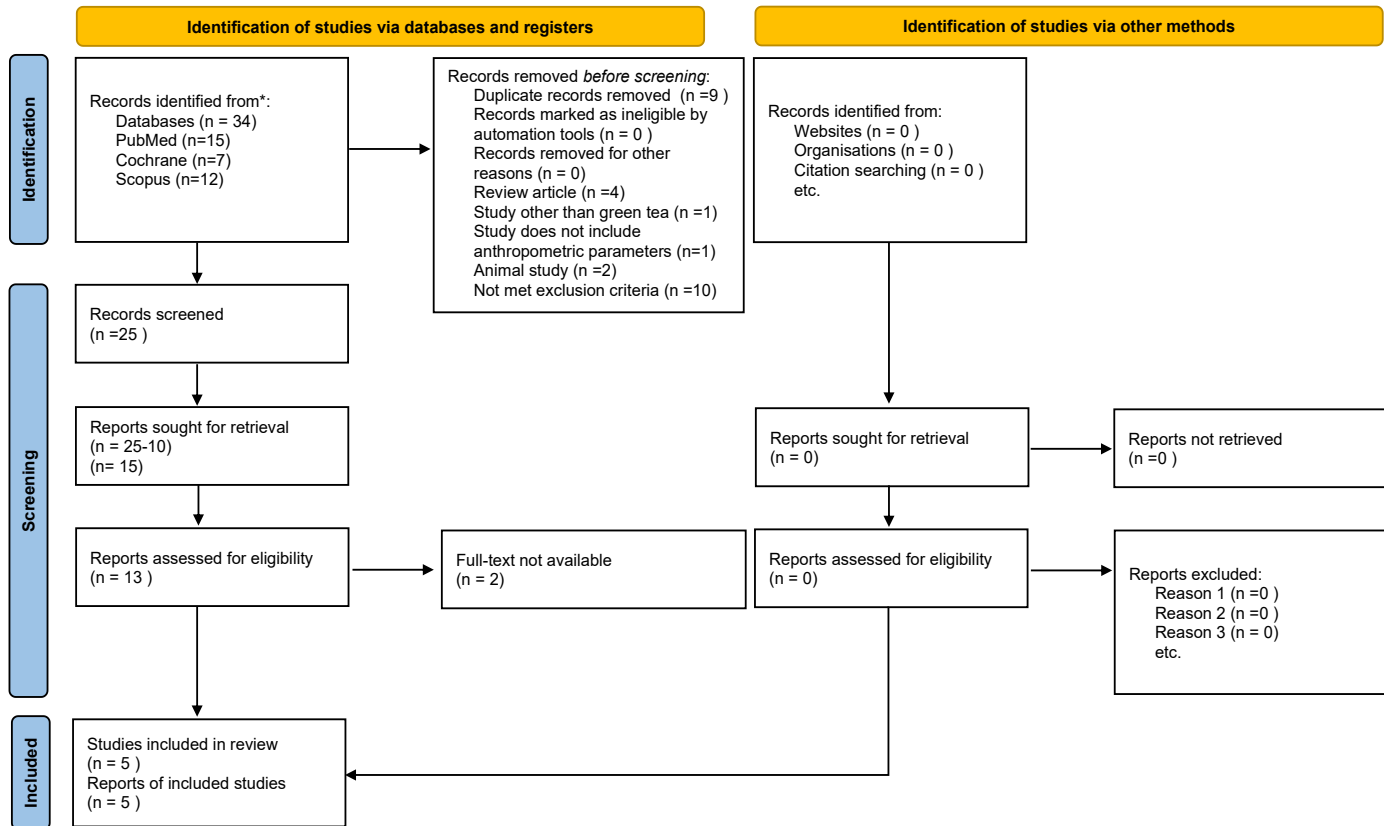 Identification of studies via databases and registers
Identification of studies via other methods
Identification
Records identified from*:
Databases (n = 34)
PubMed (n=15)
Cochrane (n=7)
Scopus (n=12)
Records removed before screening:
Duplicate records removed (n =9 )
Records marked as ineligible by
automation tools (n = 0 )
Records removed for other
reasons (n = 0)
Review article (n =4)
Study other than green tea (n =1)
Study does not include
anthropometric parameters (n=1)
Animal study (n =2)
Not met exclusion criteria (n =10)
Records identified from:
Websites (n = 0 )
Organisations (n = 0 )
Citation searching (n = 0 )
etc.
Screening
Records screened
(n =25 )
Reports sought for retrieval
(n = 25-10)
(n= 15)
Reports sought for retrieval
(n = 0)
Reports not retrieved
(n =0 )
Reports assessed for eligibility
(n = 13 )
Full-text not available
(n = 2)
Reports assessed for eligibility
(n = 0)
Reports excluded:
Reason 1 (n =0 )
Reason 2 (n =0 )
Reason 3 (n = 0)
etc.
Included
Studies included in review
(n = 5 )
Reports of included studies
(n = 5 )